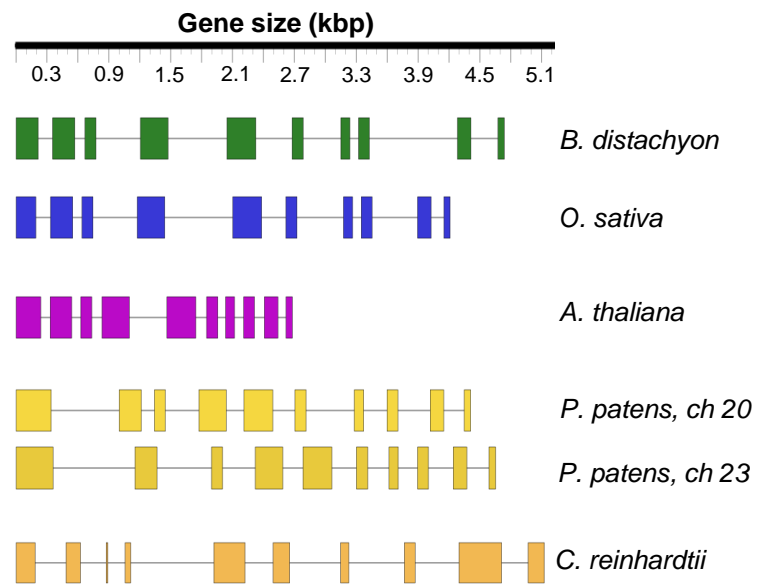 Gene size (kbp)
0.3 0.9 1.5 2.1 2.7 3.3 3.9 4.5 5.1
B. distachyon
O. sativa
A. thaliana
P. patens, ch 20
P. patens, ch 23
C. reinhardtii